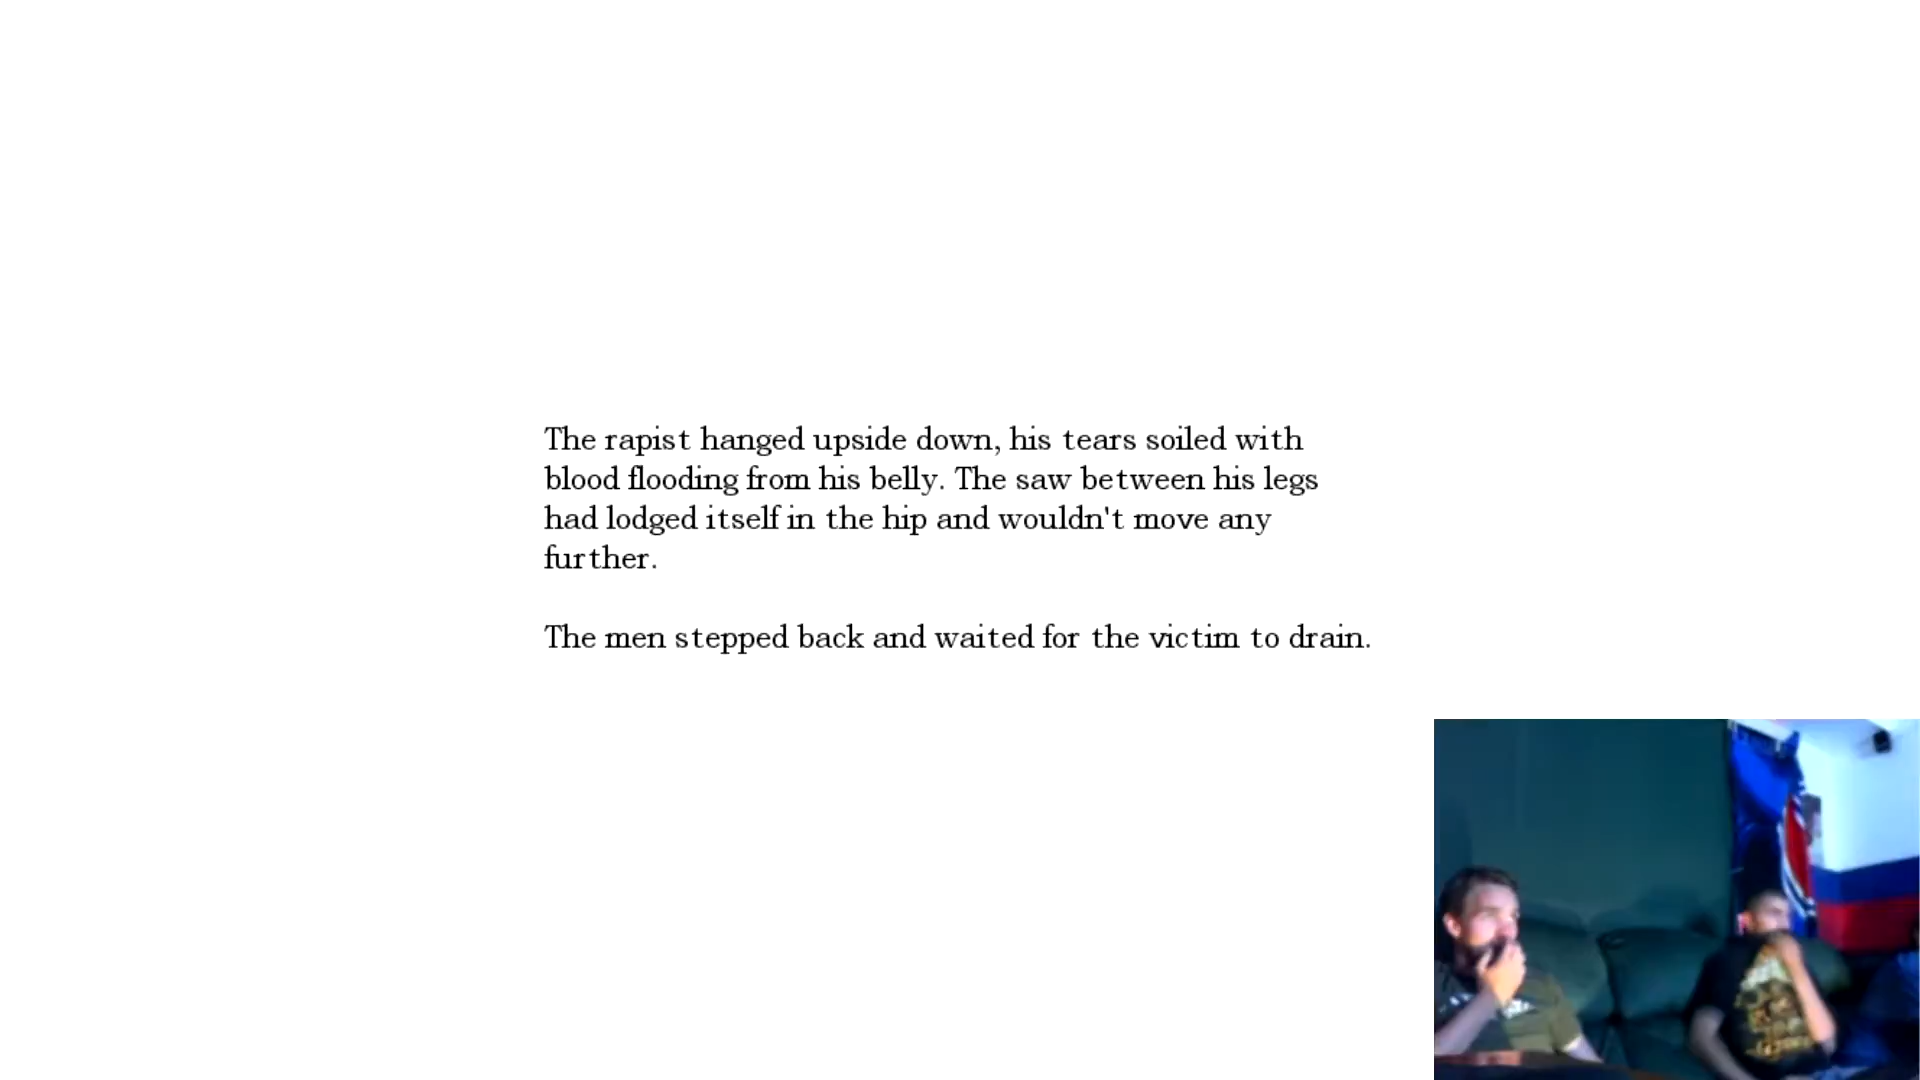 The rapist hanged upside down, his tears soiled with
blood flooding from his belly. The saw between his legs
had lodged itself in the hip and wouldn't move any
further.
The men stepped back and waited for the victim to drain.